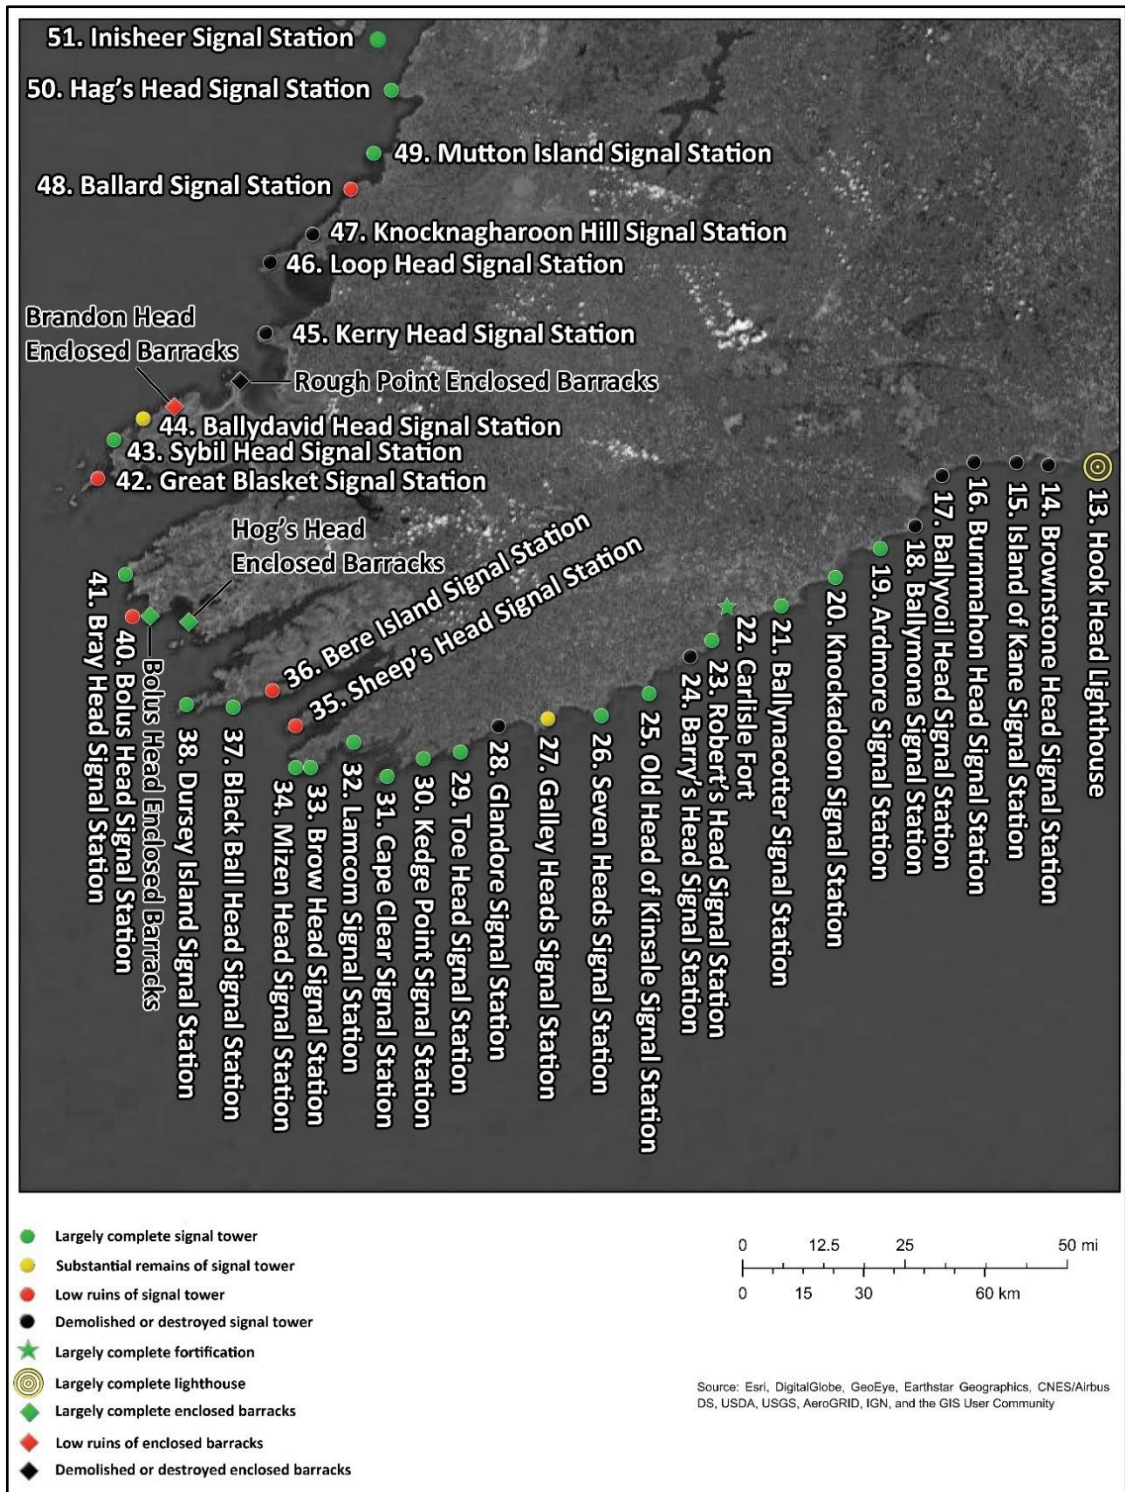 51. Inisheer Signal Station
50. Hag's Head Signal Station
49. Mutton Island Signal Station
48. Ballard Signal Station
47. Knocknagharoon Hill Signal Station
46. Loop Head Signal Station
Brandon Head
Enclosed Barracks
45. Kerry Head Signal Station
Rough Point Enclosed Barracks
44. Ballydavid Head Signal Station
43. Sybil Head Signal Station
42. Great Blasket Signal Station
Hog's Head
Enclosed Barracks
41. Bray Head Signal Station
40. Bolus Head Signal Station
Bolus Head Enclosed Barracks
38. Dursey Island Signal Station
37. Black Ball Head Signal Station
36. Bere Island Signal Station
35. Sheep's Head Signal Station
34. Mizen Head Signal Station
33. Brow Head Signal Station
32. Lamcom Signal Station
31. Cape Clear Signal Station
30. Kedge Point Signal Station
29. Toe Head Signal Station
28. Glandore Signal Station
27. Galley Heads Signal Station
26. Seven Heads Signal Station
25. Old Head of Kinsale Signal Station
24. Barry's Head Signal Station
23. Robert's Head Signal Station
22. Carlisle Fort
21. Ballynacotter Signal Station
20. Knockadoon Signal Station
19. Ardmore Signal Station
18. Ballymona Signal Station
17. Ballyvoil Head Signal Station
16. Burnmahon Head Signal Station
15. Island of Kane Signal Station
14. Brownstone Head Signal Station
13. Hook Head Lighthouse
Largely complete signal tower
Substantial remains of signal tower
Low ruins of signal tower
Demolished or destroyed signal tower
Largely complete fortification
Largely complete lighthouse
Largely complete enclosed barracks
Low ruins of enclosed barracks
Demolished or destroyed enclosed barracks
0 12.5 25 50 mi
0 15 30 60 km
Source: Esri, DigitalGlobe, GeoEye, Earthstar Geographics, CNES/Airbus
DS, USDA, USGS, AeroGRID, IGN, and the GIS User Community